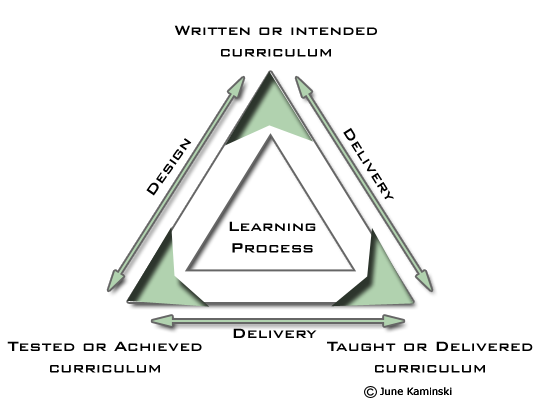 Written or intended
curriculum
Design
Delivery
Learning
Process
Delivery
Tested or Achieved
curriculum
Taught or Delivered
curriculum
© June Kaminski